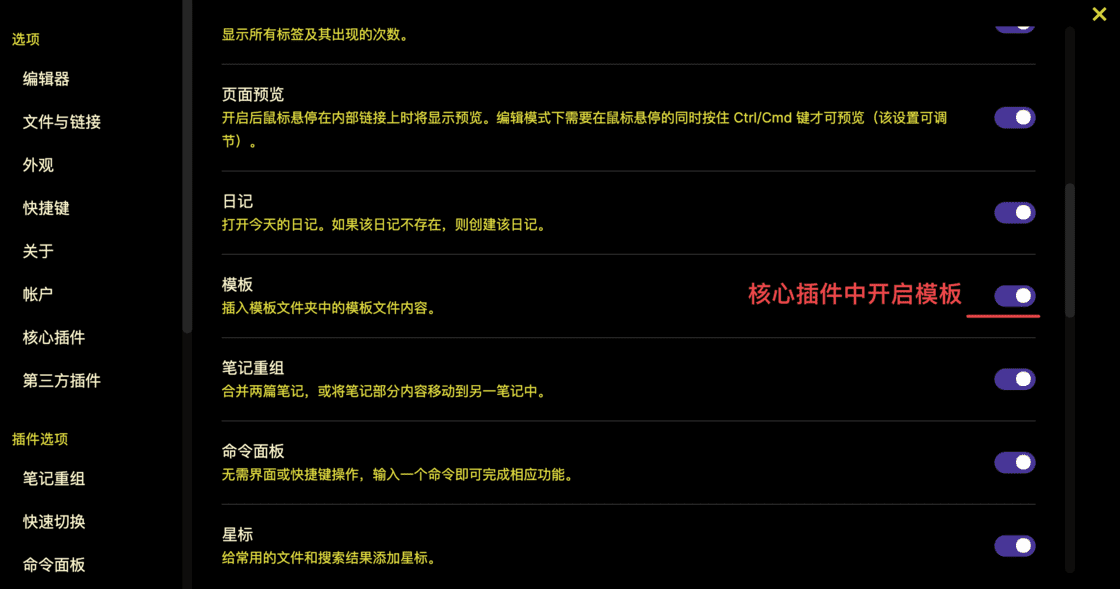 选项
编辑器
文件与链接
外观
快捷键
关于
帐户
核心插件
第三方插件
插件选项
笔记重组
快速切换
命令面板
显示所有标签及其出现的次数。
页面预览
开启后鼠标悬停在内部链接上时将显示预览。编辑模式下需要在鼠标悬停的同时按住 Ctrl/Cmd 键才可预览（该设置可调
节）。
日记
打开今天的日记。如果该日记不存在，则创建该日记。
模板
插入模板文件夹中的模板文件内容。
核心插件中开启模板
笔记重组
合并两篇笔记，或将笔记部分内容移动到另一笔记中。
命令面板
无需界面或快捷键操作，输入一个命令即可完成相应功能。
星标
给常用的文件和搜索结果添加星标。